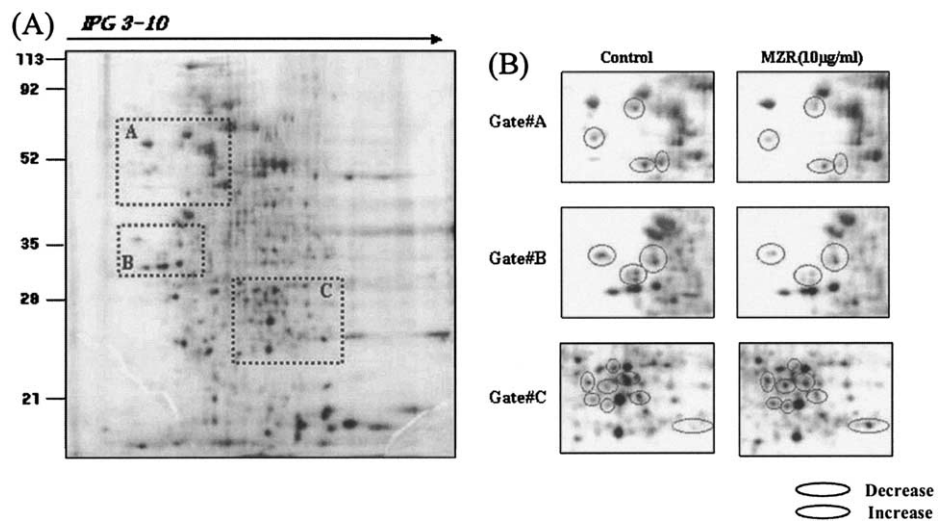 (A)
IPG 3-10
113
92
52
35
28
21
A
B
C
(B)
Control
MZR(10μg/ml)
Gate#A
Gate#B
Gate#C
Decrease
Increase